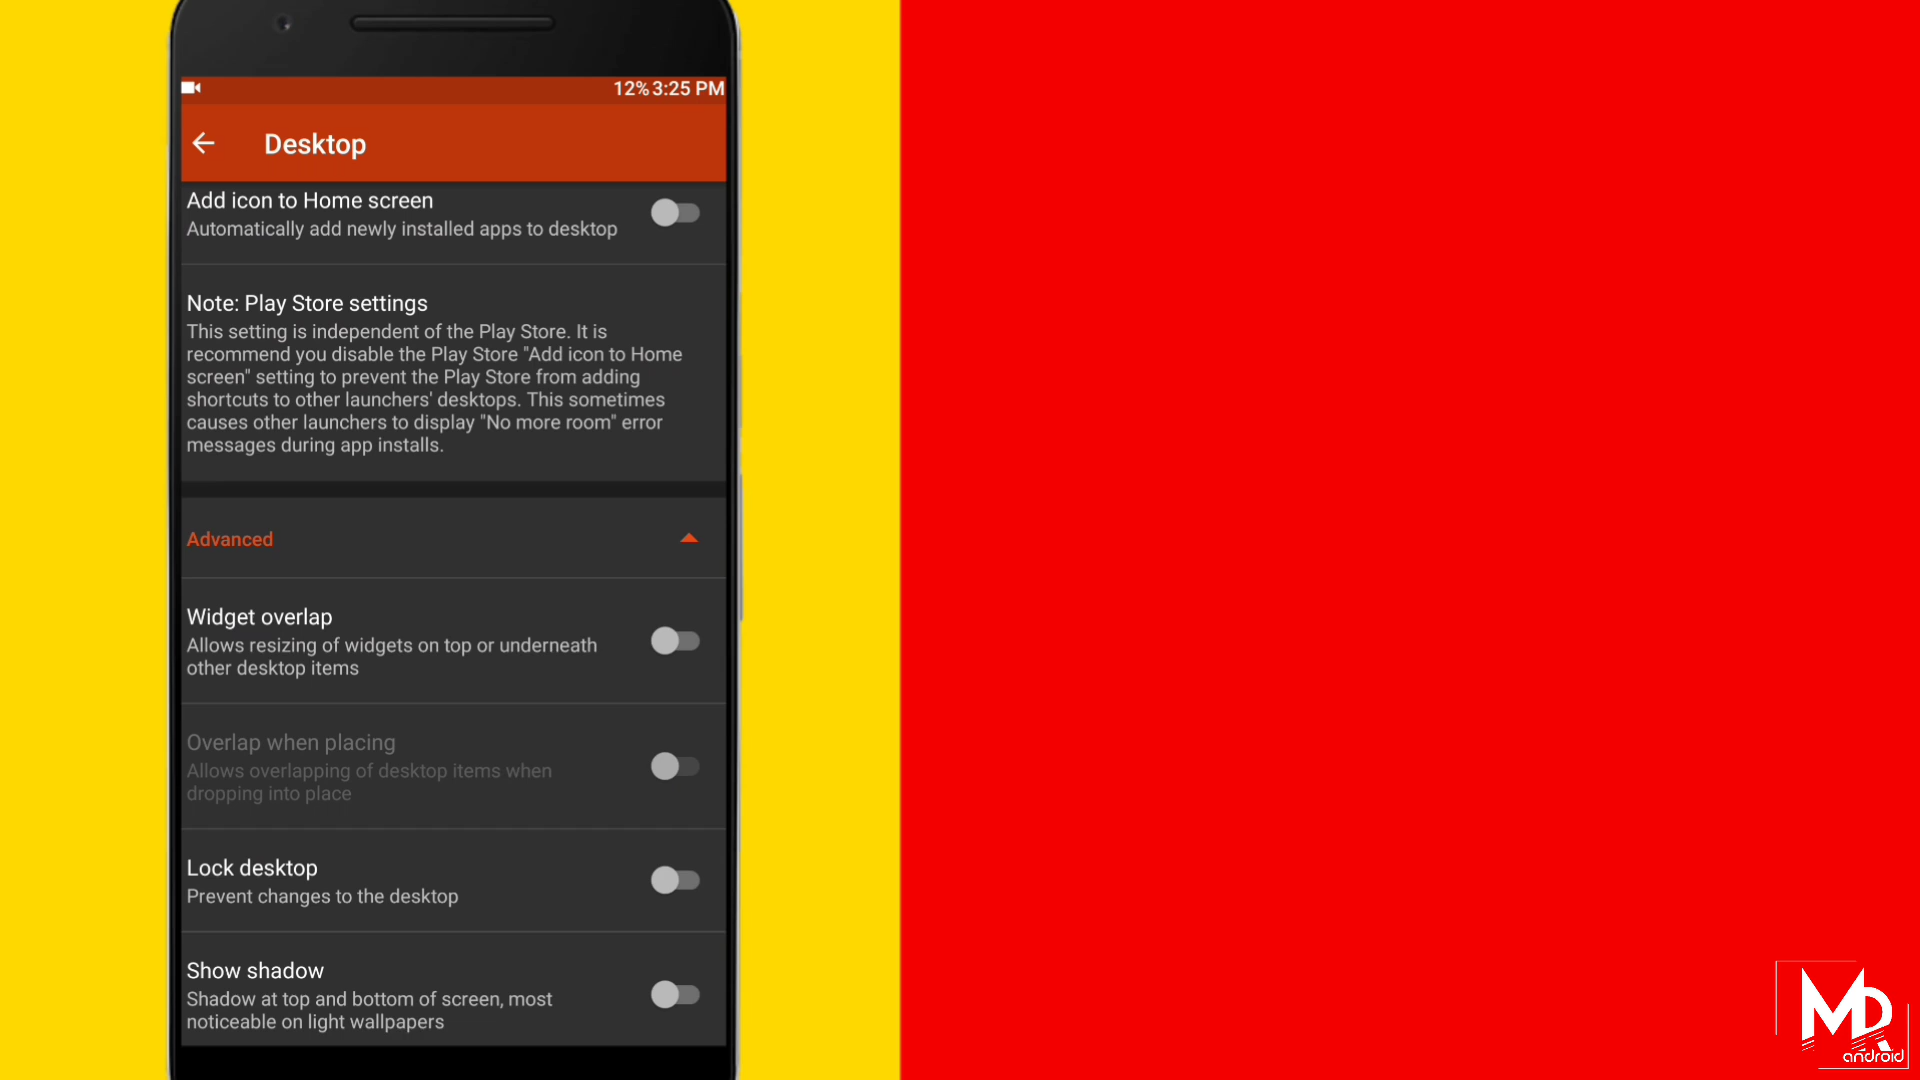 12% 3:25 PM
Desktop
Add icon to Home screen
Automatically add newly installed apps to desktop
Note: Play Store settings
This setting is independent of the Play Store. It is
recommend you disable the Play Store "Add icon to Home
screen" setting to prevent the Play Store from adding
shortcuts to other launchers' desktops. This sometimes
causes other launchers to display "No more room" error
messages during app installs.
Advanced
Widget overlap
Allows resizing of widgets on top or underneath
other desktop items
Overlap when placing
Allows overlapping of desktop items when
dropping into place
Lock desktop
Prevent changes to the desktop
Show shadow
Shadow at top and bottom of screen, most
noticeable on light wallpapers
MR
android